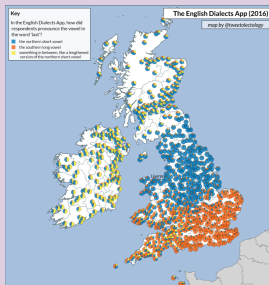 Key
In the English Dialects App, how did
respondents pronounce the vowel in
the word 'last'?
the northern short vowel
the southern long vowel
something in between, like a lengthened
version of the northern short vowel
The English Dialects App (2016)
map by @tweetolectology